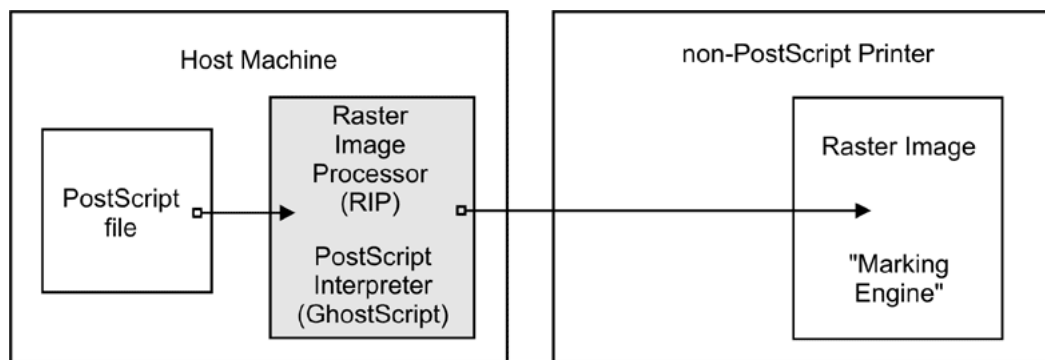 Host Machine
PostScript
file
Raster
Image
Processor
(RIP)
PostScript
Interpreter
(GhostScript)
non-PostScript Printer
Raster Image
"Marking
Engine"